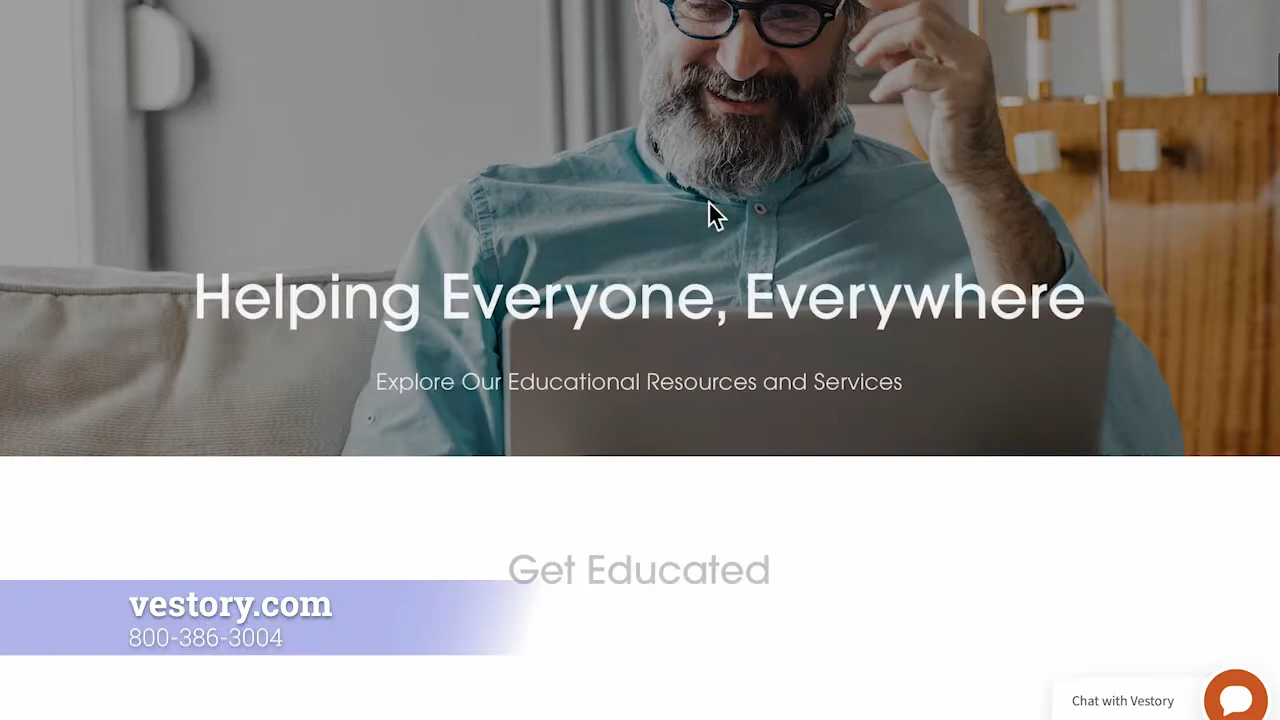 Helping Everyone, Everywhere
Explore Our Educational Resources and Services
Get Educated
vestory.com
800-386-3004
Chat with Vestory